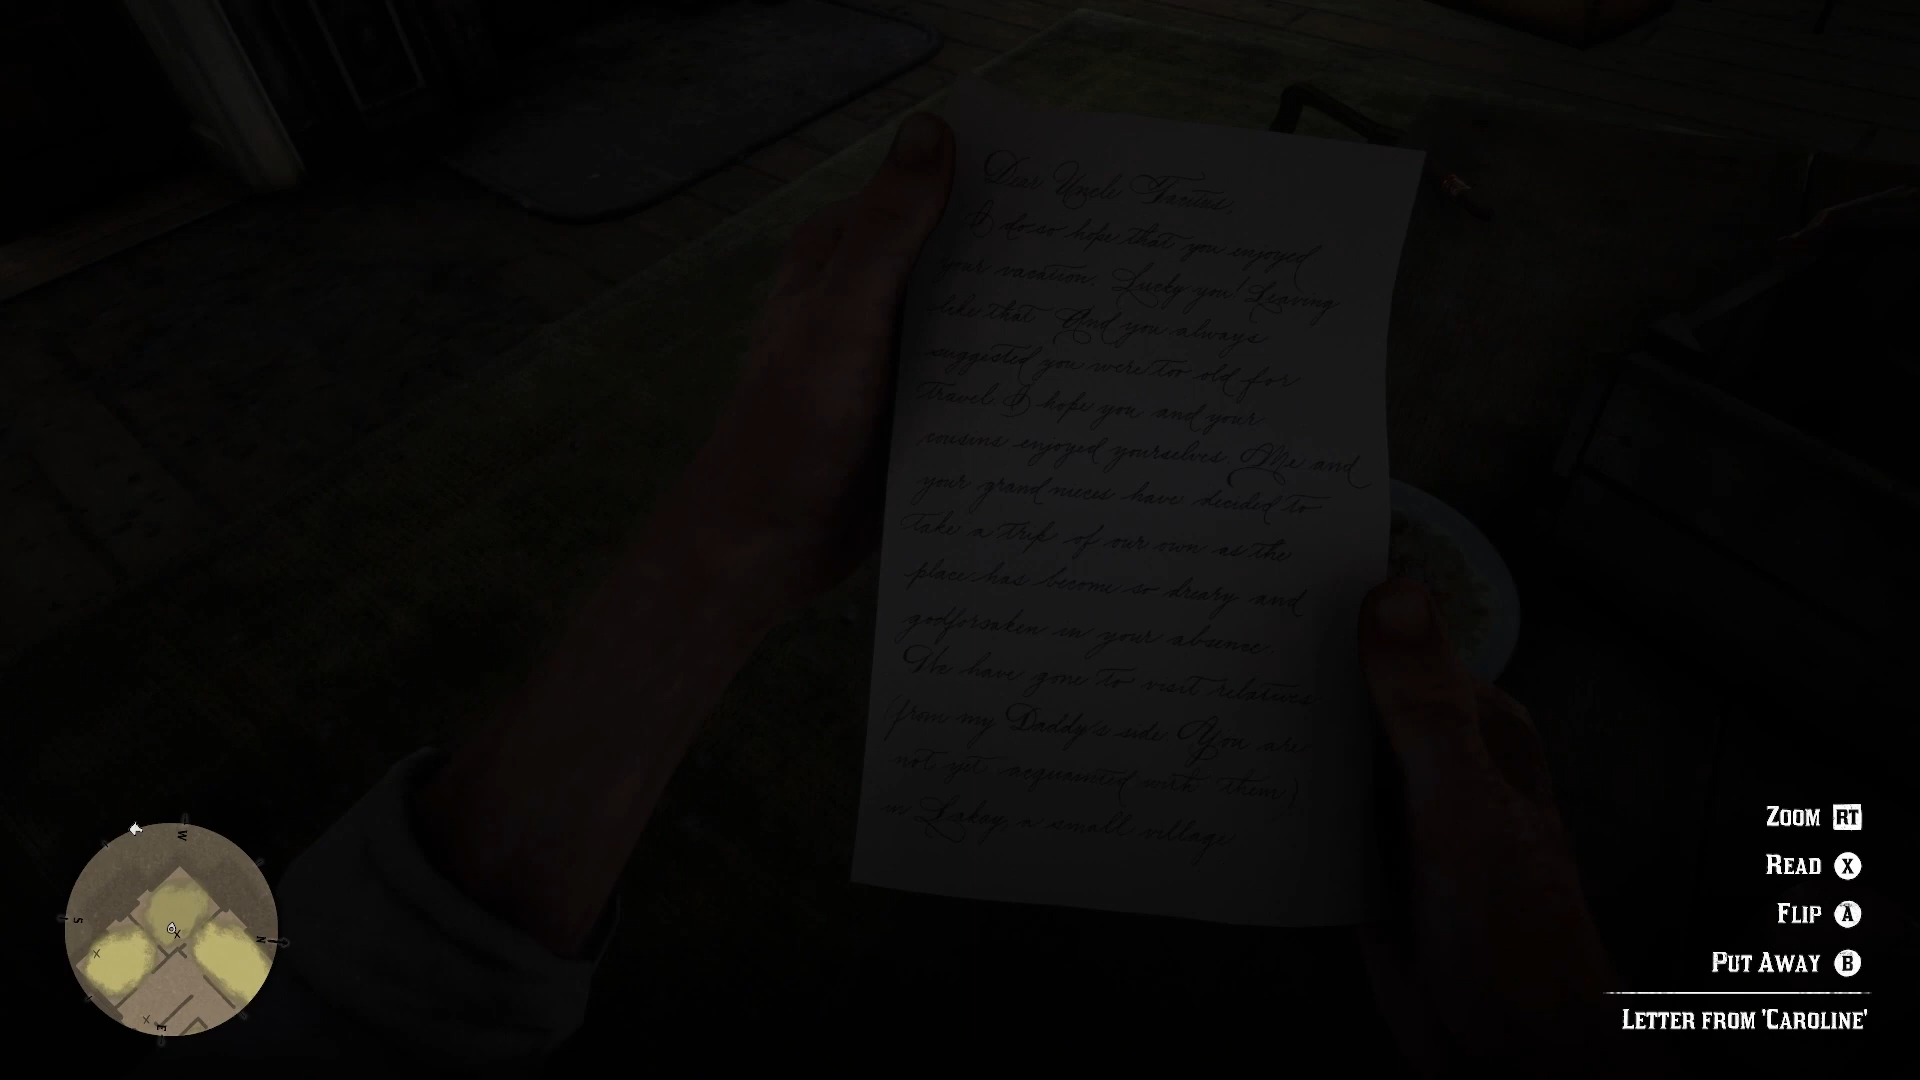 Dear Uncle Tacitus,
I do so hope that you enjoyed
your vacation. Lucky you! Leaving
like that. And you always
suggested you were too old for
travel. I hope you and your
cousins enjoyed yourselves. Me and
your grand nieces have decided to
take a trip of our own as the
place has become so dreary and
godforsaken in your absence.
We have gone to visit relatives
(from my Daddy's side. You are
not yet acquainted with them)
in Lakay, a small village
W
S
N
E
ZOOM RT
READ X
FLIP A
PUT AWAY B
LETTER FROM 'CAROLINE'